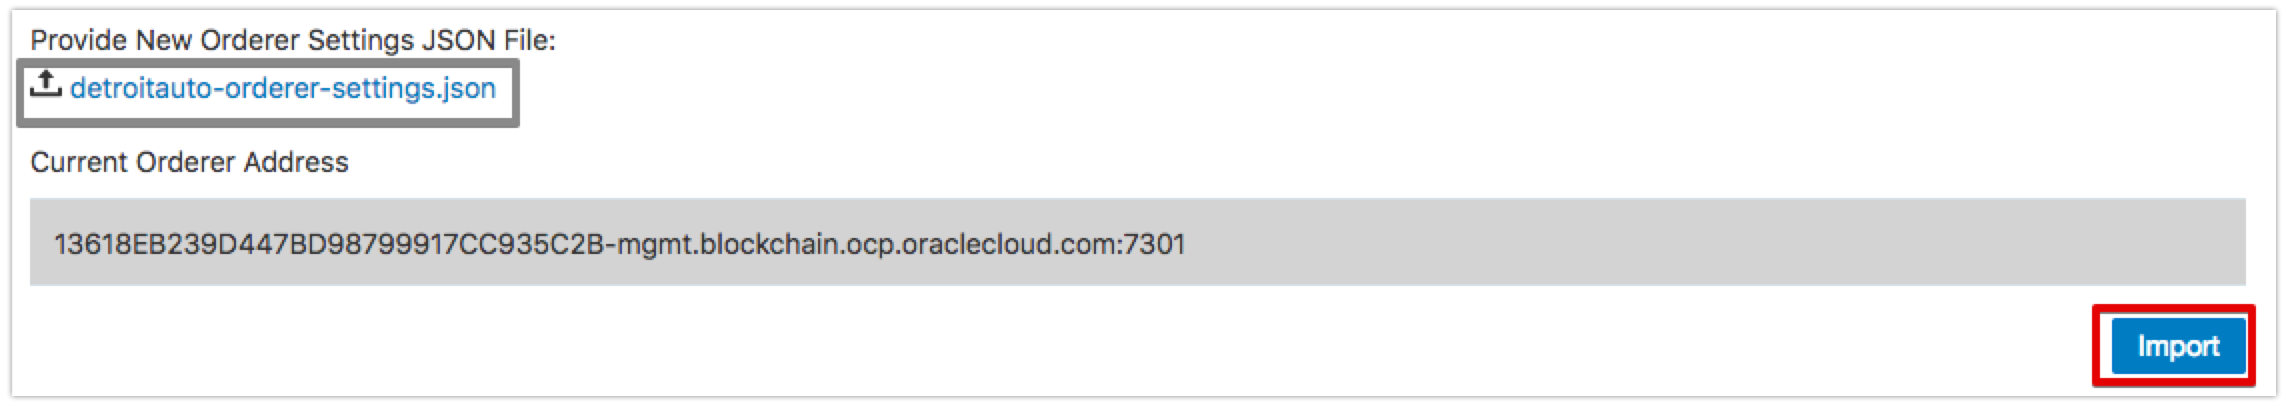 Provide New Orderer Settings JSON File:
detroitauto-orderer-settings.json
Current Orderer Address
13618EB239D447BD98799917CC935C2B-mgmt.blockchain.ocp.oraclecloud.com:7301
Import